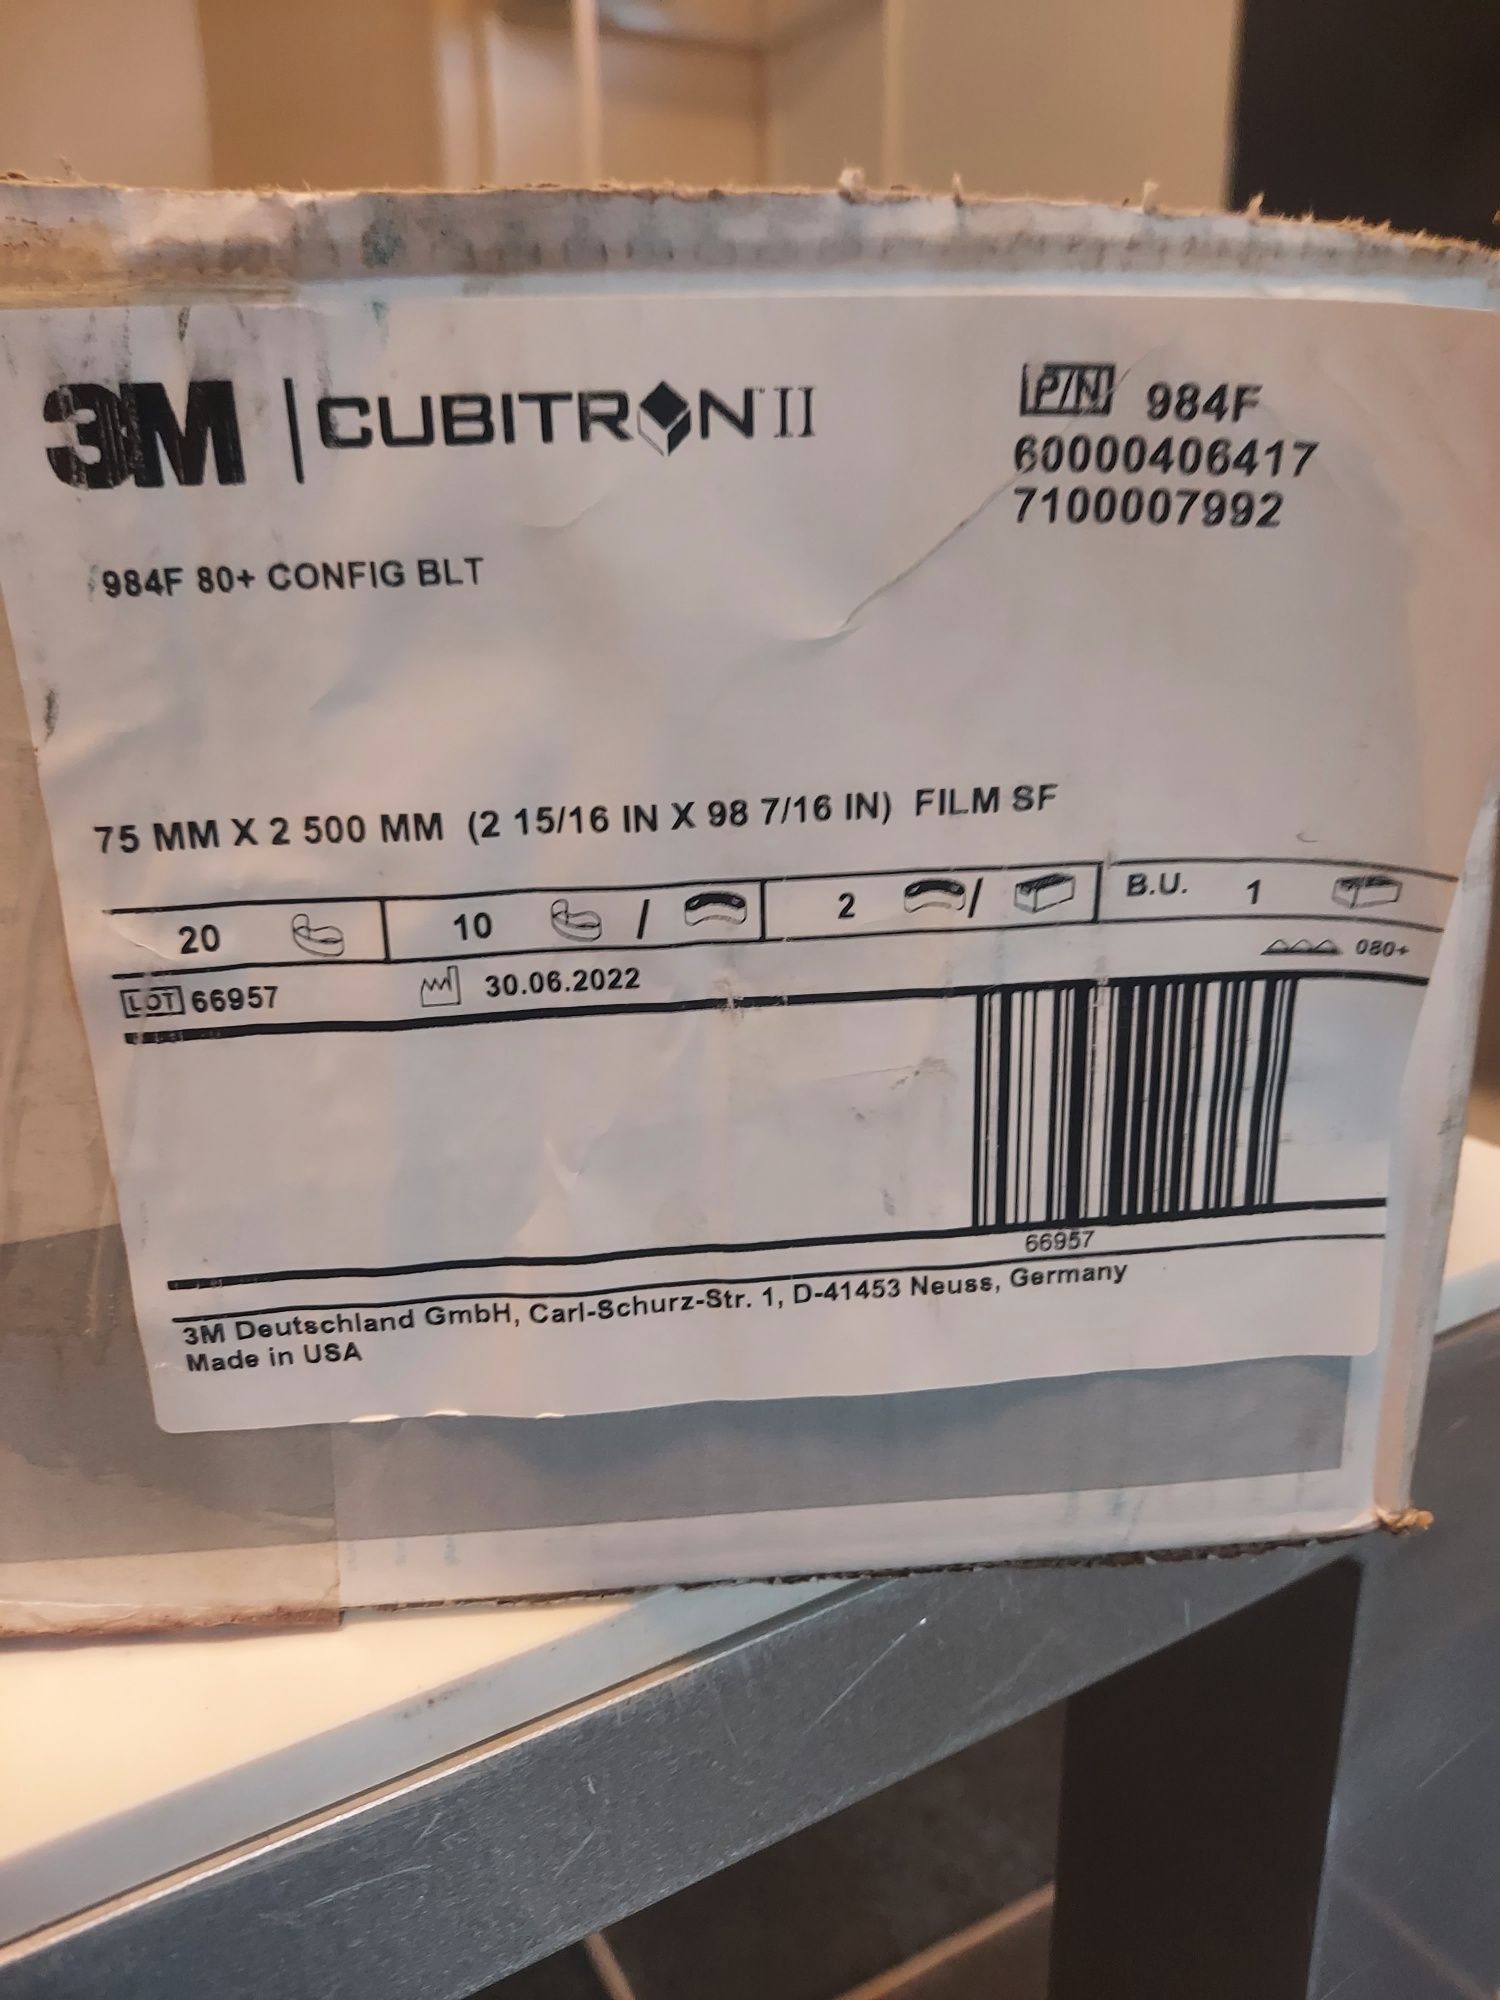 3M | CUBITRON™ II
P/N 984F
60000406417
7100007992
984F 80+ CONFIG BLT
75 MM X 2 500 MM (2 15/16 IN X 98 7/16 IN) FILM SF
20 10 / 2 / B.U. 1
080+
LOT 66957 30.06.2022
66957
3M Deutschland GmbH, Carl-Schurz-Str. 1, D-41453 Neuss, Germany
Made in USA